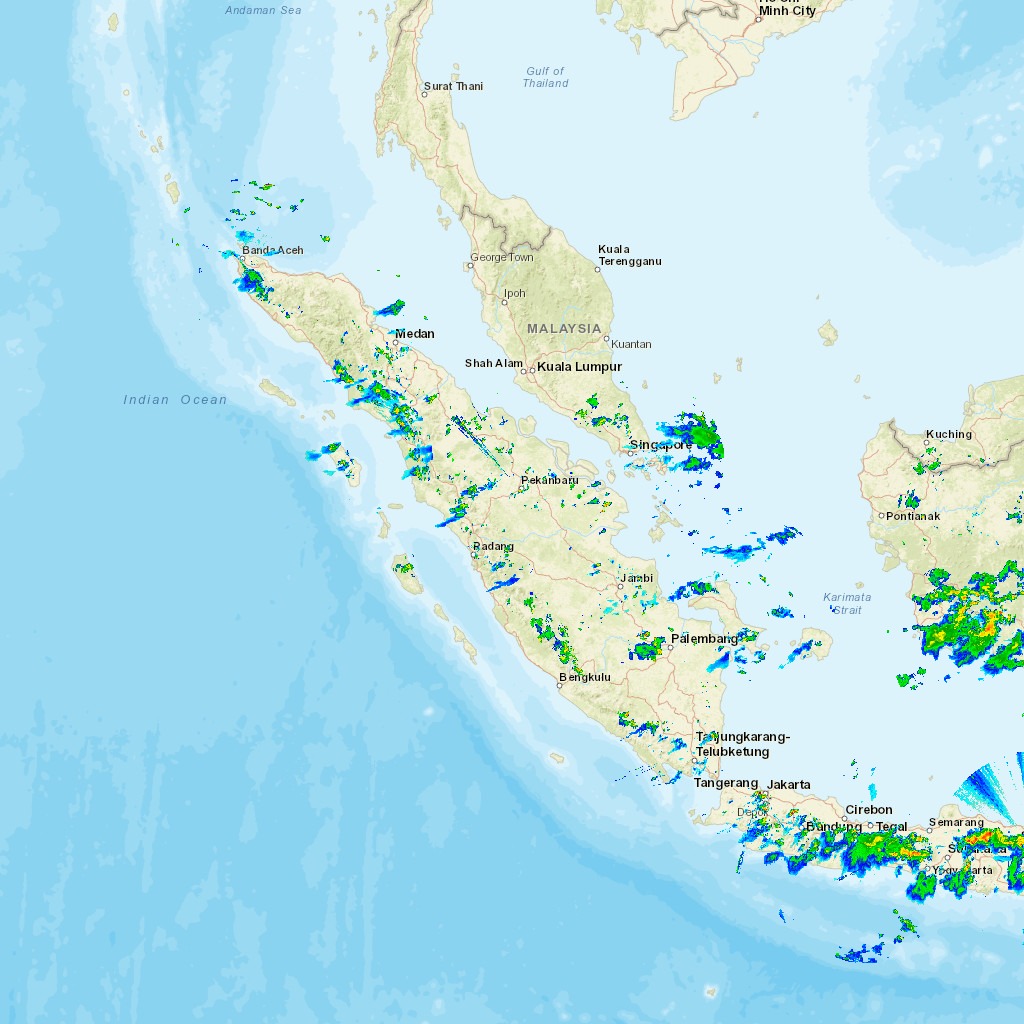 Andaman Sea
Minh City
Gulf of
Thailand
Surat Thani
Banda Aceh
George Town
Kuala
Terengganu
Ipoh
MALAYSIA
Medan
Kuantan
Shah Alam
Kuala Lumpur
Indian Ocean
Singapore
Kuching
Pekanbaru
Pontianak
Padang
Jambi
Karimata
Strait
Palembang
Bengkulu
Tanjungkarang-
Telubketung
Tangerang
Jakarta
Depok
Cirebon
Bandung
Tegal
Semarang
Yogyakarta